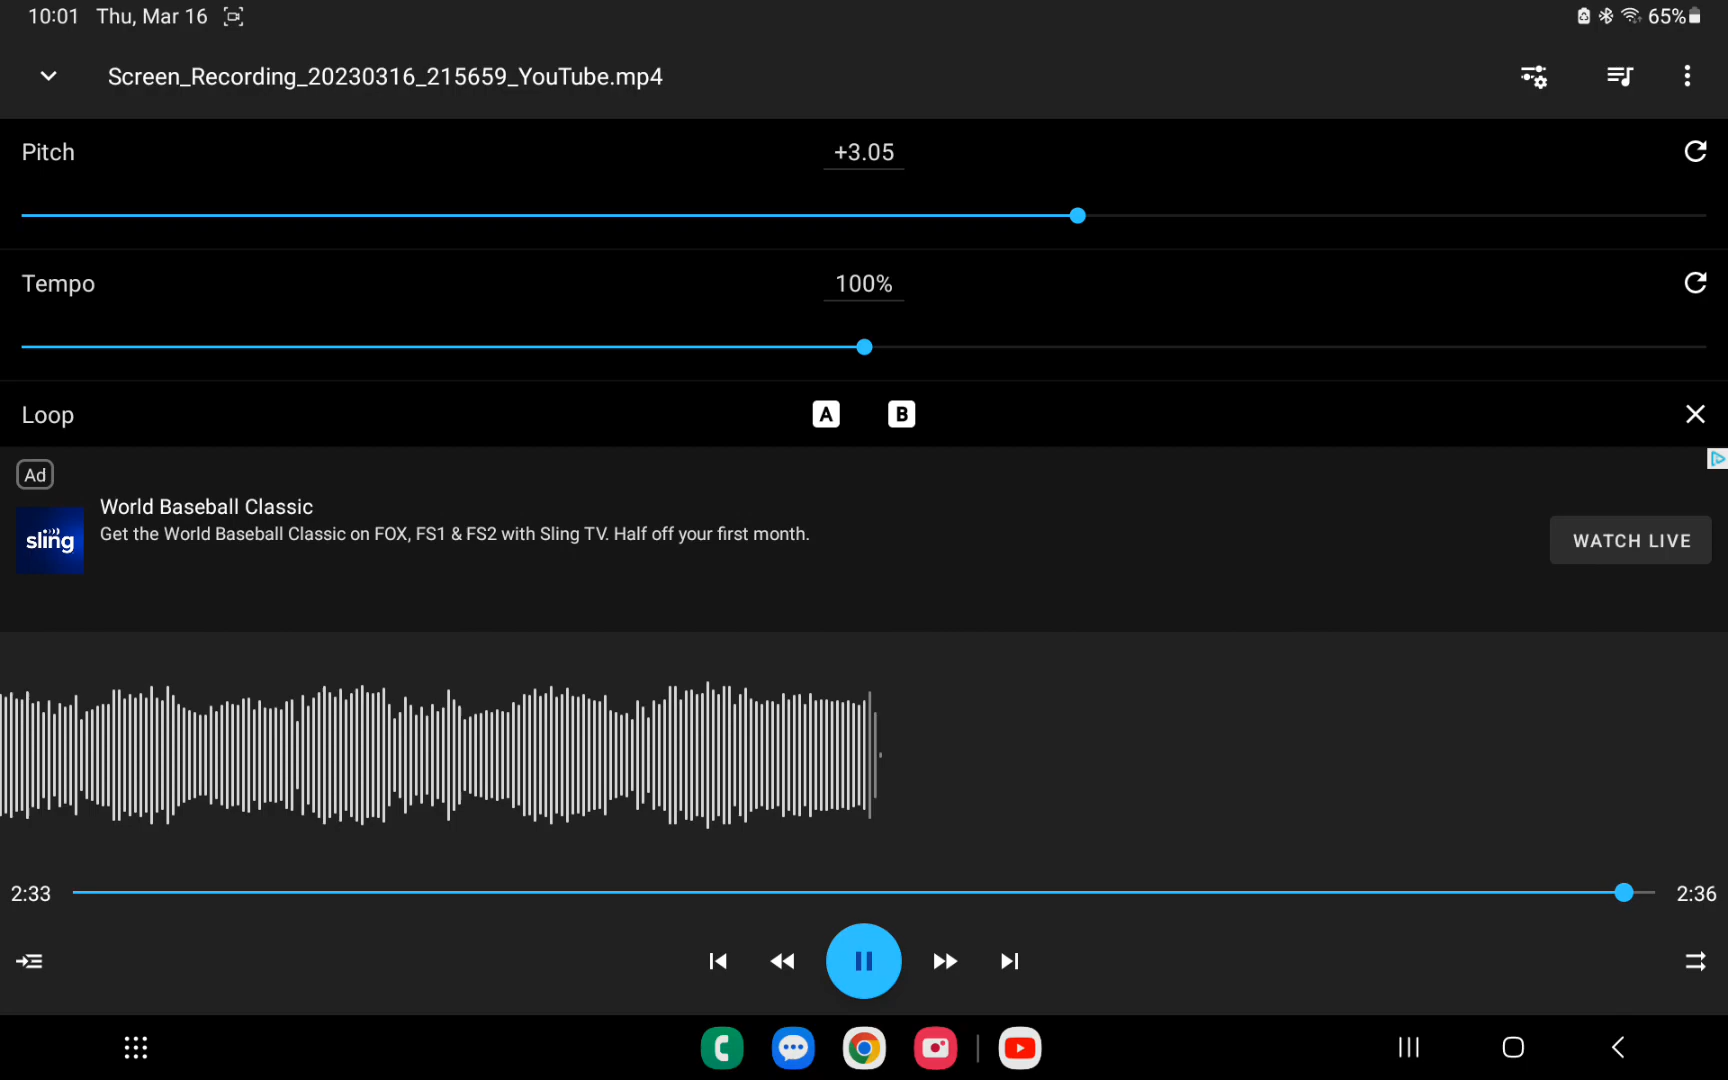 10:01 Thu, Mar 16 65%
Screen_Recording_20230316_215659_YouTube.mp4
Pitch +3.05
Tempo 100%
Loop A B
Ad
World Baseball Classic
sling Get the World Baseball Classic on FOX, FS1 & FS2 with Sling TV. Half off your first month.
WATCH LIVE
2:33 2:36